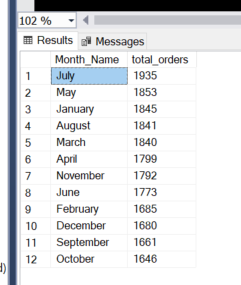 102 %
Results Messages
Month_Name total_orders
1 July 1935
2 May 1853
3 January 1845
4 August 1841
5 March 1840
6 April 1799
7 November 1792
8 June 1773
9 February 1685
10 December 1680
11 September 1661
12 October 1646
d)